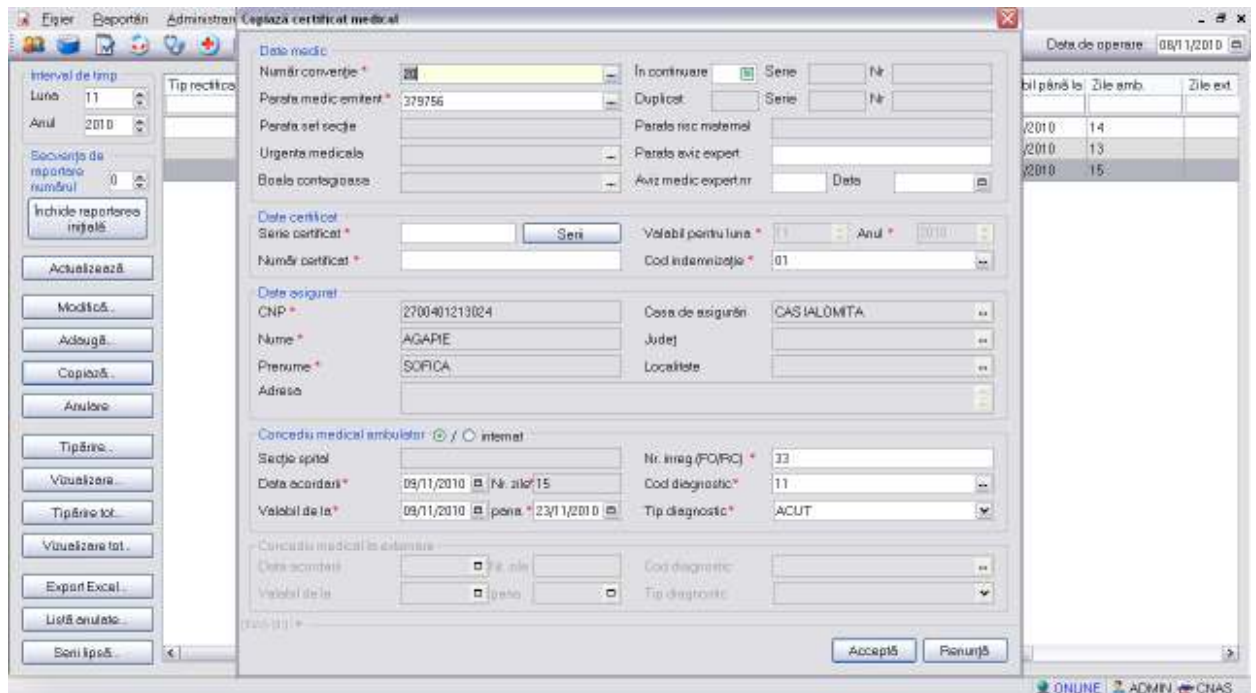 Fişier Raportări Administrare Copiază certificat medical
Data de operare 08/11/2010
Interval de timp
Luna 11
Anul 2010
Secvenţa de raportare numărul 0
Închide raportarea iniţială
Actualizează
Modifică...
Adaugă...
Copiază...
Anulare
Tipărire...
Vizualizare...
Tipărire tot...
Vizualizare tot...
Export Excel...
Listă anulate...
Serii lipsă...
Tip rectifica
Date medic
Număr convenţie * 20 În continuare Serie Nr
Parafa medic emitent * 379756 Duplicat Serie Nr
Parafa sef secţie Parafa risc maternal
Urgenta medicala Parafa aviz expert
Boala contagioasa Aviz medic expert nr Data
Date certificat
Serie certificat * Serii Valabil pentru luna * 11 Anul * 2010
Număr certificat * Cod indemnizaţie * 01
Date asigurat
CNP * 2700401213024 Casa de asigurări CAS IALOMITA
Nume * AGAPIE Judeţ
Prenume * SOFICA Localitate
Adresa
Concediu medical ambulator / internat
Secţie spital Nr. inreg.(FO/RC) * 33
Data acordarii * 09/11/2010 Nr. zile * 15 Cod diagnostic * 11
Valabil de la * 09/11/2010 pana * 23/11/2010 Tip diagnostic * ACUT
Concediu medical in extensare
Data acordarii Nr. zile Cod diagnostic
Valabil de la pana Tip diagnostic
Acceptă Renunţă
bil până la Zile amb. Zile ext.
/2010 14
/2010 13
/2010 15
ONLINE ADMIN CNAS